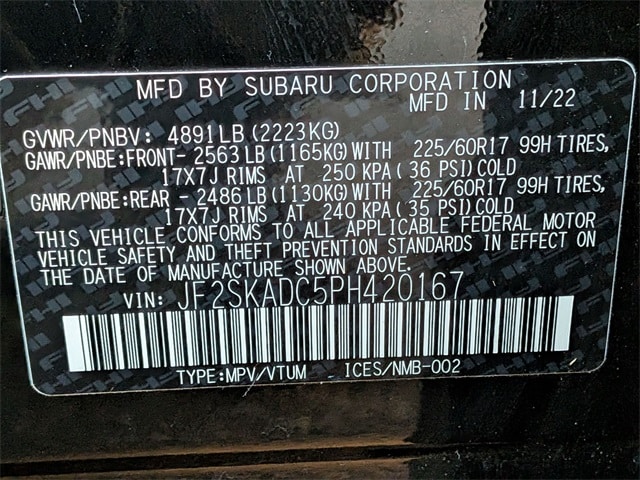 MFD BY SUBARU CORPORATION
MFD IN 11/22
GVWR/PNBV: 4891LB(2223KG)
GAWR/PNBE:FRONT- 2563LB(1165KG)WITH 225/60R17 99H TIRES,
17X7J RIMS AT 250 KPA(36 PSI)COLD
GAWR/PNBE:REAR - 2486LB(1130KG)WITH 225/60R17 99H TIRES,
17X7J RIMS AT 240 KPA(35 PSI)COLD
THIS VEHICLE CONFORMS TO ALL APPLICABLE FEDERAL MOTOR
VEHICLE SAFETY AND THEFT PREVENTION STANDARDS IN EFFECT ON
THE DATE OF MANUFACTURE SHOWN ABOVE.
VIN: JF2SKADC5PH420167
TYPE:MPV/VTUM ICES/NMB-002